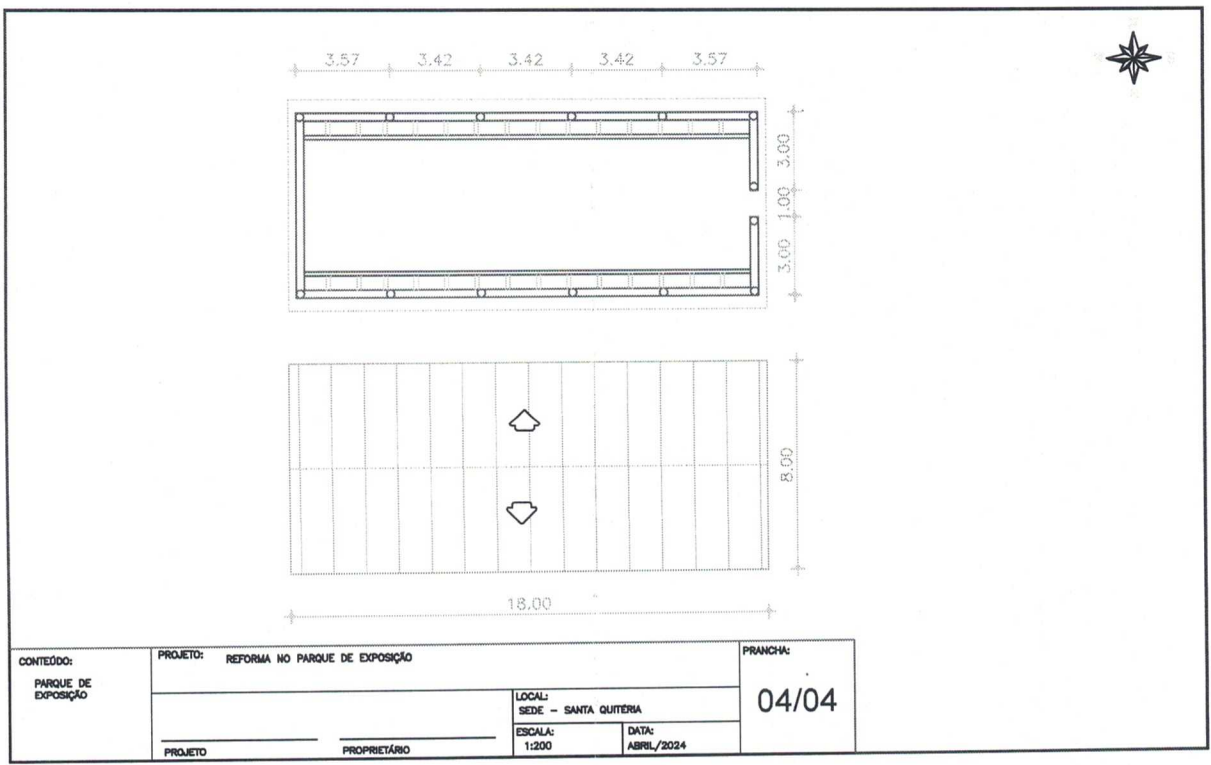 3.57 3.42 3.42 3.42 3.57
3.00
1.00
3.00
8.00
18.00
CONTEÚDO:
PARQUE DE
EXPOSIÇÃO
PROJETO: REFORMA NO PARQUE DE EXPOSIÇÃO
PROJETO
PROPRIETÁRIO
LOCAL:
SEDE - SANTA QUITÉRIA
ESCALA:
1:200
DATA:
ABRIL/2024
PRANCHA:
04/04